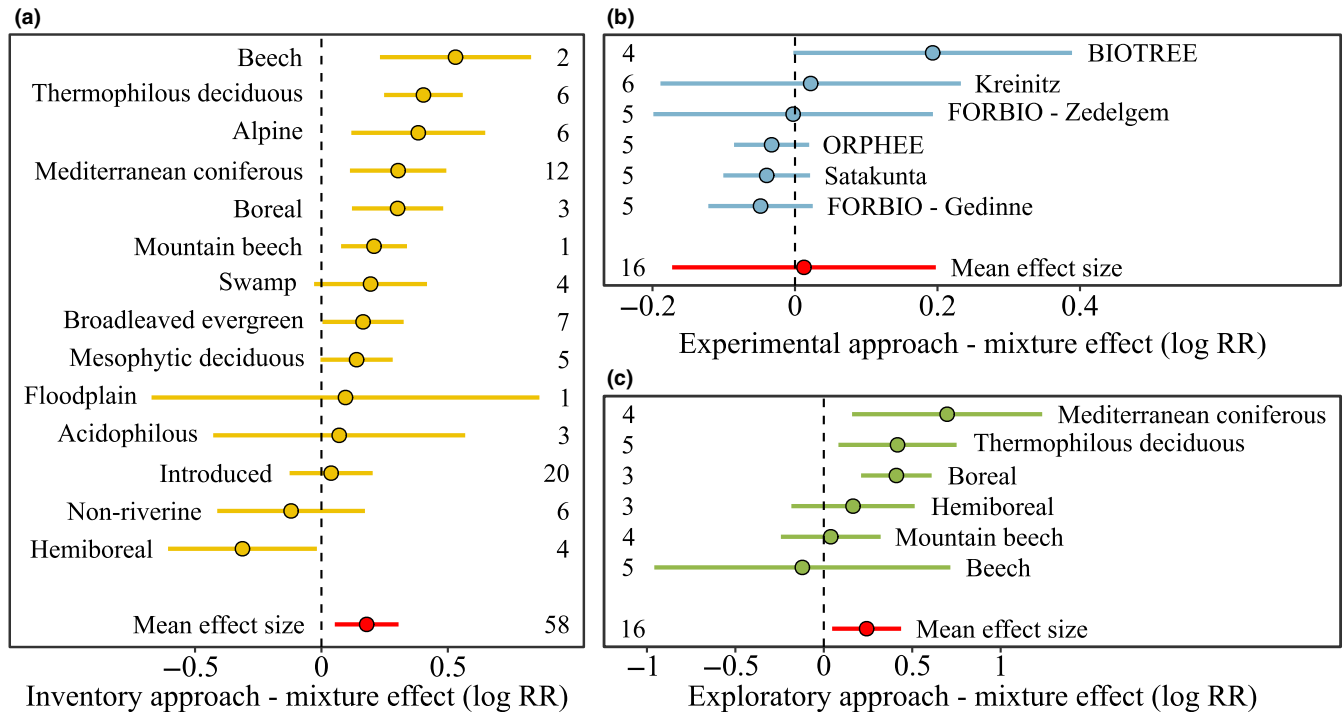 (a)
Beech 2
Thermophilous deciduous 6
Alpine 6
Mediterranean coniferous 12
Boreal 3
Mountain beech 1
Swamp 4
Broadleaved evergreen 7
Mesophytic deciduous 5
Floodplain 1
Acidophilous 3
Introduced 20
Non-riverine 6
Hemiboreal 4
Mean effect size 58
−0.5 0 0.5
Inventory approach - mixture effect (log RR)
(b)
4 BIOTREE
6 Kreinitz
5 FORBIO - Zedelgem
5 ORPHEE
5 Satakunta
5 FORBIO - Gedinne
16 Mean effect size
−0.2 0 0.2 0.4
Experimental approach - mixture effect (log RR)
(c)
4 Mediterranean coniferous
5 Thermophilous deciduous
3 Boreal
3 Hemiboreal
4 Mountain beech
5 Beech
16 Mean effect size
−1 −0.5 0 0.5 1
Exploratory approach - mixture effect (log RR)